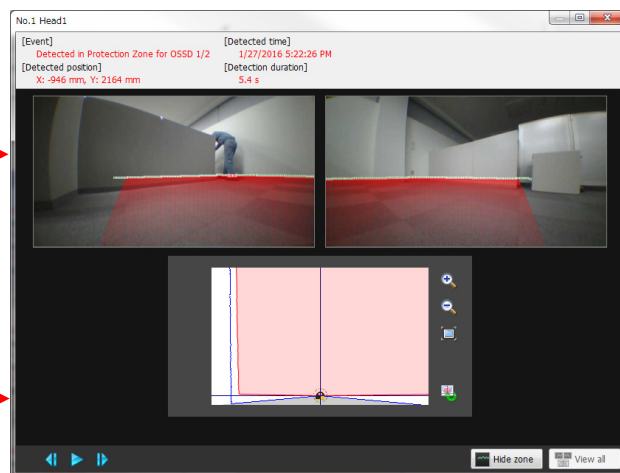 No.1 Head1
[Event]
[Detected time]
Detected in Protection Zone for OSSD 1/2
1/27/2016 5:22:26 PM
[Detected position]
[Detection duration]
X: -946 mm, Y: 2164 mm
5.4 s
Hide zone
View all